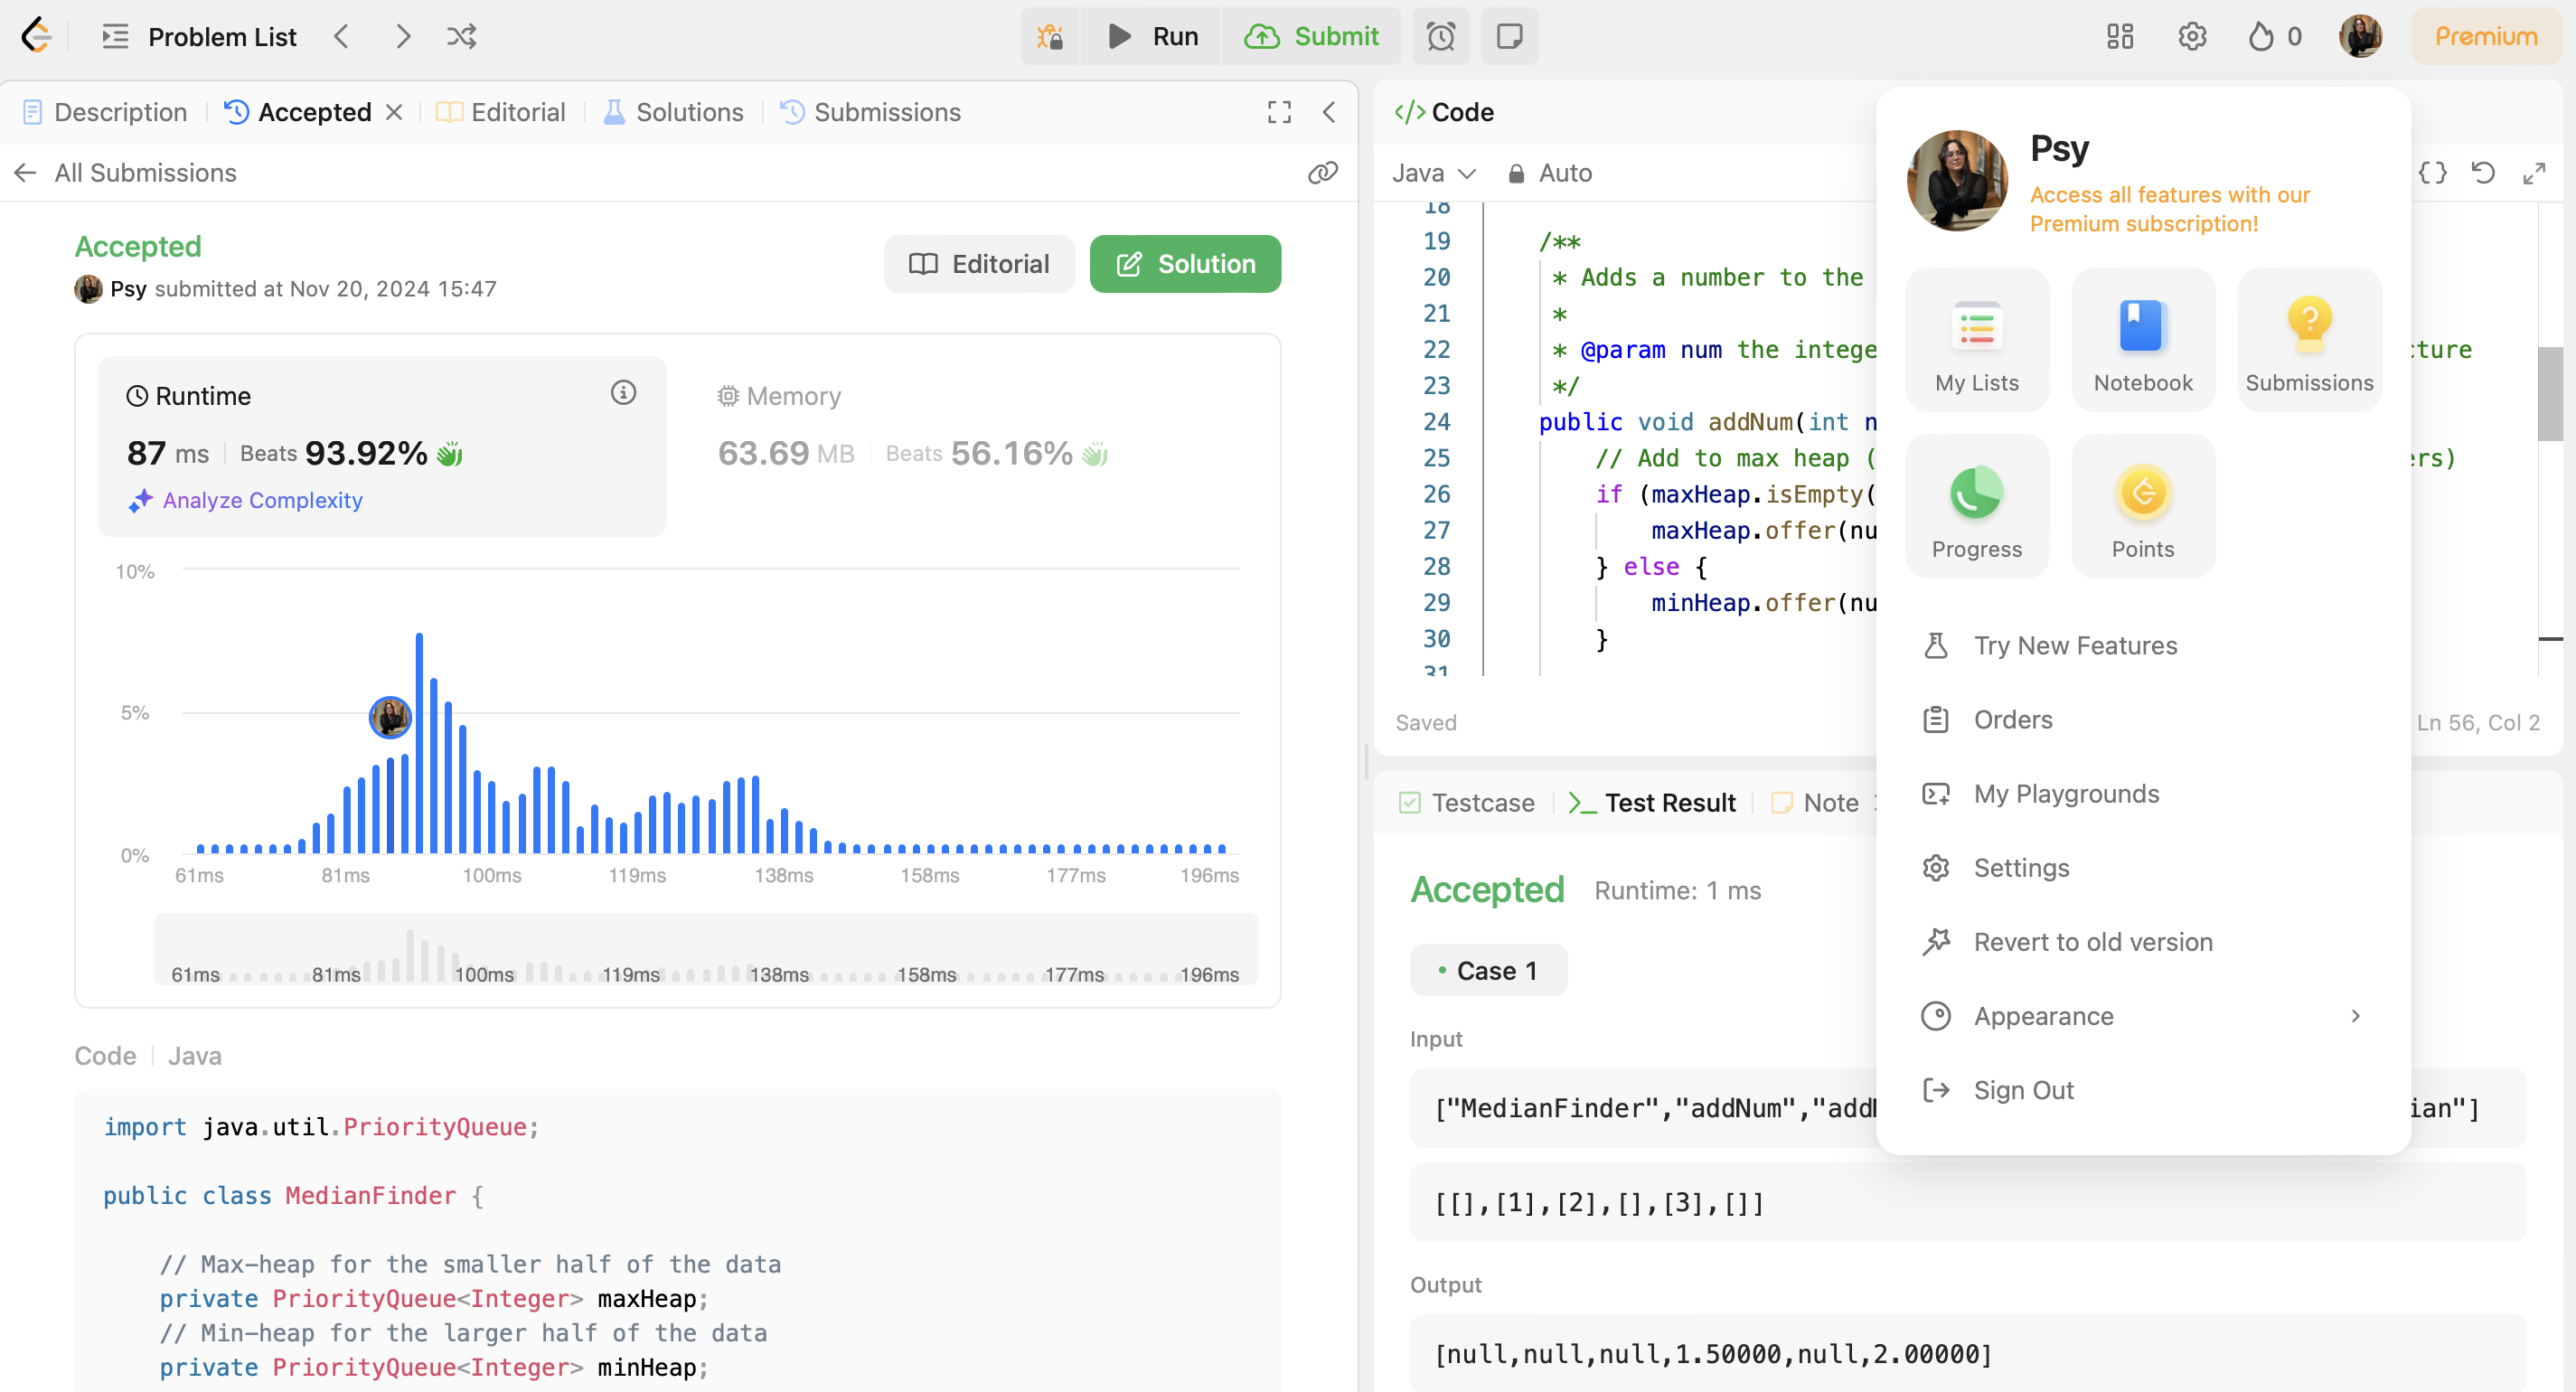 Problem List
Run
Submit
0
Premium
Description
Accepted
Editorial
Solutions
Submissions
All Submissions
Accepted
Psy submitted at Nov 20, 2024 15:47
Editorial
Solution
Runtime
87 ms
Beats 93.92%
Analyze Complexity
Memory
63.69 MB
Beats 56.16%
10%
5%
0%
61ms 81ms 100ms 119ms 138ms 158ms 177ms 196ms
61ms 81ms 100ms 119ms 138ms 158ms 177ms 196ms
Code
Java
import java.util.PriorityQueue;
public class MedianFinder {
// Max-heap for the smaller half of the data
private PriorityQueue<Integer> maxHeap;
// Min-heap for the larger half of the data
private PriorityQueue<Integer> minHeap;
</> Code
Java
Auto
18
19 /**
20 * Adds a number to the
21 *
22 * @param num the intege cture
23 */
24 public void addNum(int n
25 // Add to max heap ( ers)
26 if (maxHeap.isEmpty(
27 maxHeap.offer(nu
28 } else {
29 minHeap.offer(nu
30 }
31
Saved
Ln 56, Col 2
Testcase
Test Result
Note
Accepted
Runtime: 1 ms
Case 1
Input
["MedianFinder","addNum","add ian"]
[[],[1],[2],[],[3],[]]
Output
[null,null,null,1.50000,null,2.00000]
Psy
Access all features with our
Premium subscription!
My Lists
Notebook
Submissions
Progress
Points
Try New Features
Orders
My Playgrounds
Settings
Revert to old version
Appearance
Sign Out